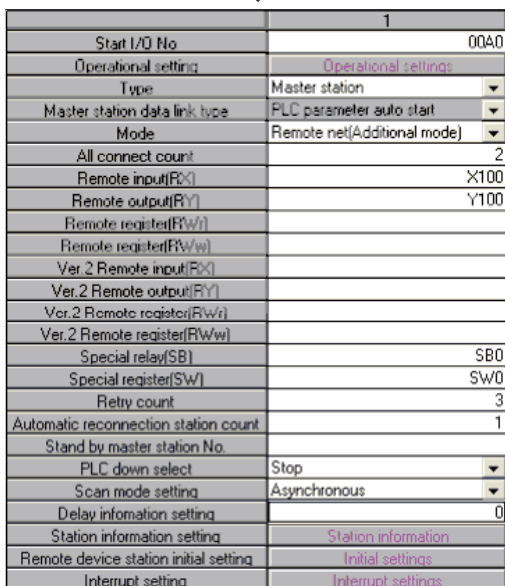 1
Start I/O No 00A0
Operational setting Operational settings
Type Master station
Master station data link type PLC parameter auto start
Mode Remote net(Additional mode)
All connect count 2
Remote input(RX) X100
Remote output(RY) Y100
Remote register(RWr)
Remote register(RWw)
Ver.2 Remote input(RX)
Ver.2 Remote output(RY)
Ver.2 Remote register(RWr)
Ver.2 Remote register(RWw)
Special relay(SB) SB0
Special register(SW) SW0
Retry count 3
Automatic reconnection station count 1
Stand by master station No.
PLC down select Stop
Scan mode setting Asynchronous
Delay infomation setting 0
Station information setting Station information
Remote device station initial setting Initial settings
Interrupt setting Interrupt settings